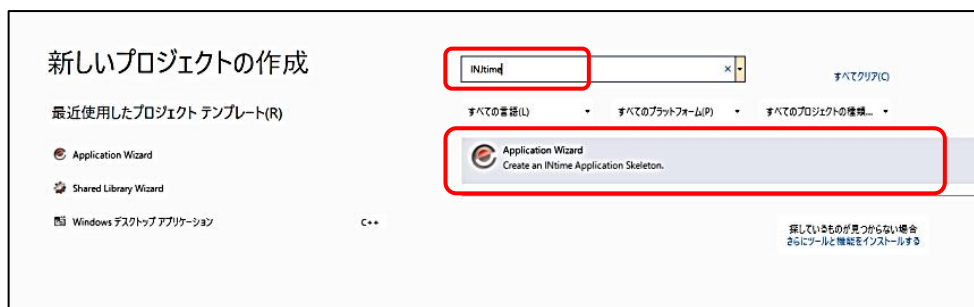 新しいプロジェクトの作成
INJtime
すべてクリア(C)
最近使用したプロジェクト テンプレート(R)
すべての言語(L)
すべてのプラットフォーム(P)
すべてのプロジェクトの種類...
Application Wizard
Shared Library Wizard
Windows デスクトップ アプリケーション
C++
Application Wizard
Create an INtime Application Skeleton.
探しているものが見つからない場合
さらにツールと機能をインストールする